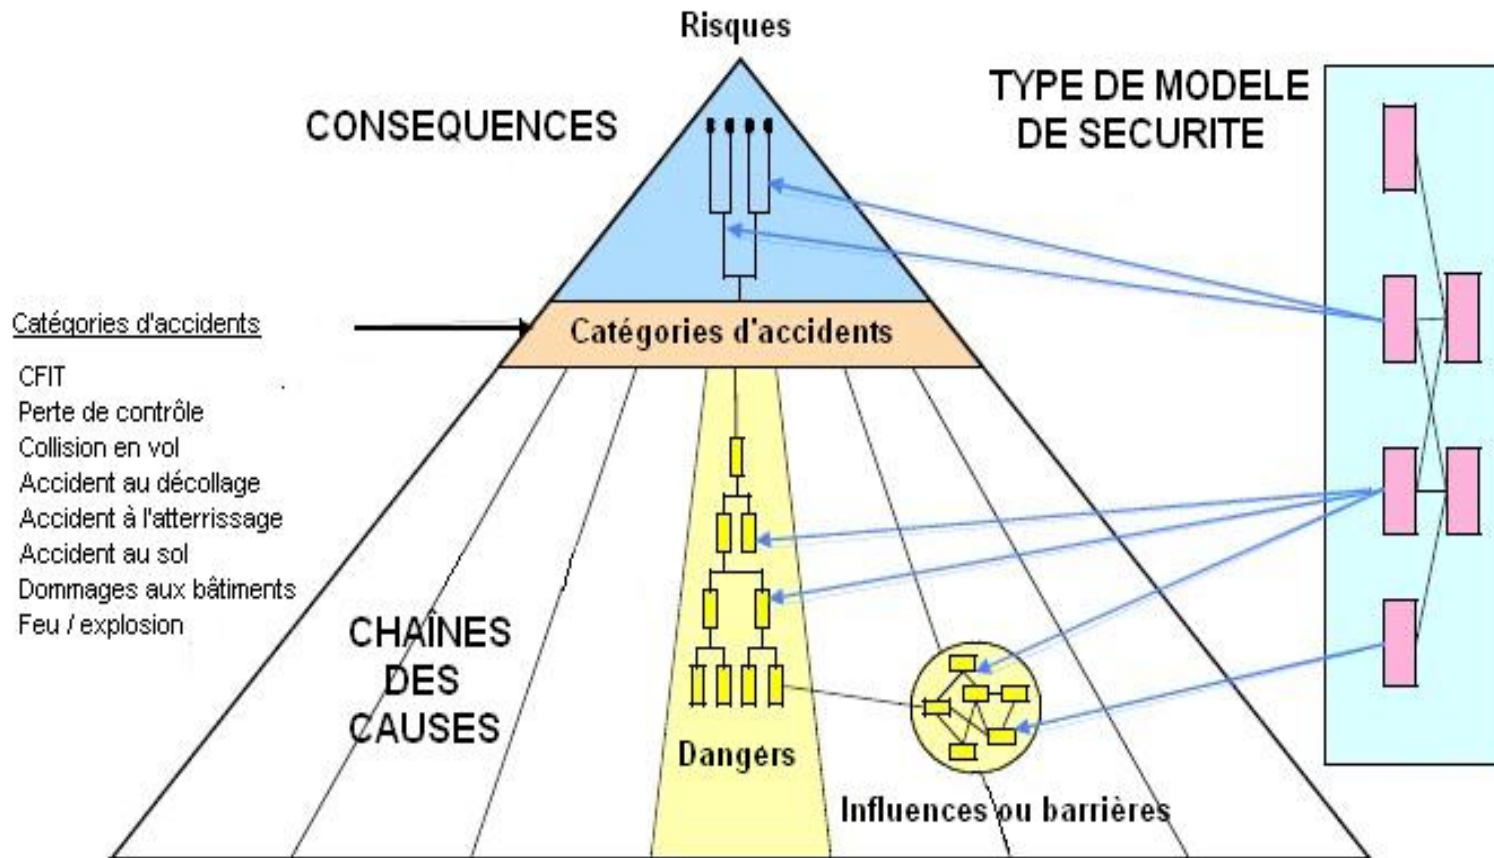 Risques
CONSEQUENCES
TYPE DE MODELE
DE SECURITE
Catégories d'accidents
Catégories d'accidents
CFIT
Perte de contrôle
Collision en vol
Accident au décollage
Accident à l'atterrissage
Accident au sol
Dommages aux bâtiments
Feu / explosion
CHAÎNES
DES
CAUSES
Dangers
Influences ou barrières